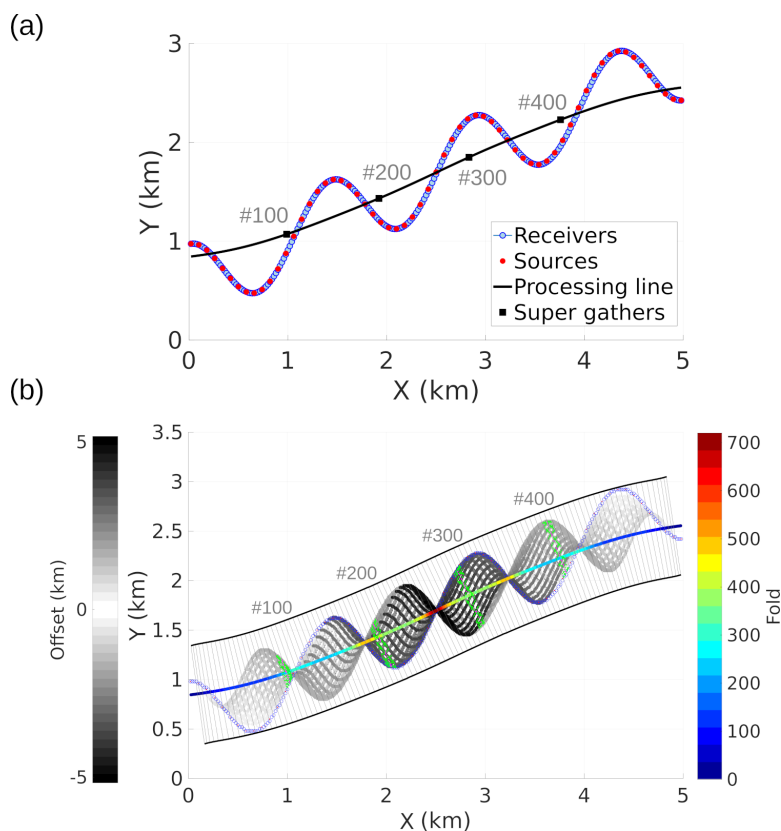 (a)
3
2
1
0
Y (km)
#100
#200
#300
#400
Receivers
Sources
Processing line
Super gathers
0 1 2 3 4 5
X (km)
(b)
5
0
-5
Offset (km)
3.5
3
2.5
2
1.5
1
0.5
0
Y (km)
#100
#200
#300
#400
0 1 2 3 4 5
X (km)
700
600
500
400
300
200
100
0
Fold